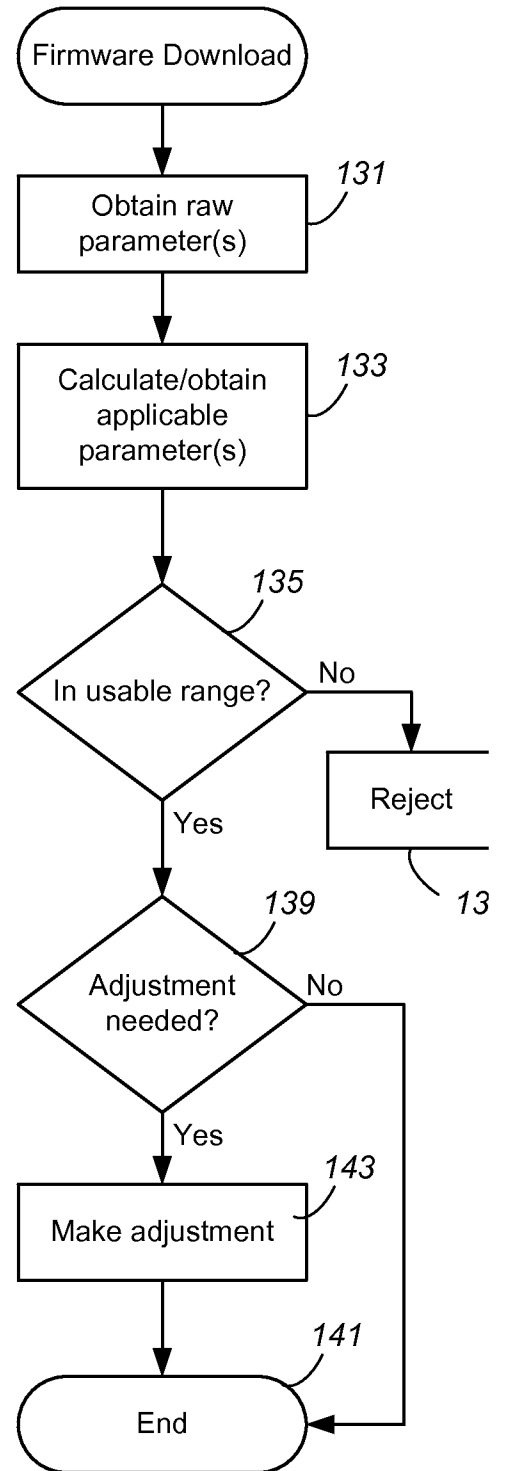 Firmware Download
131
Obtain raw
parameter(s)
133
Calculate/obtain
applicable
parameter(s)
135
In usable range?
No
Reject
13
Yes
139
Adjustment
needed?
No
Yes
143
Make adjustment
141
End